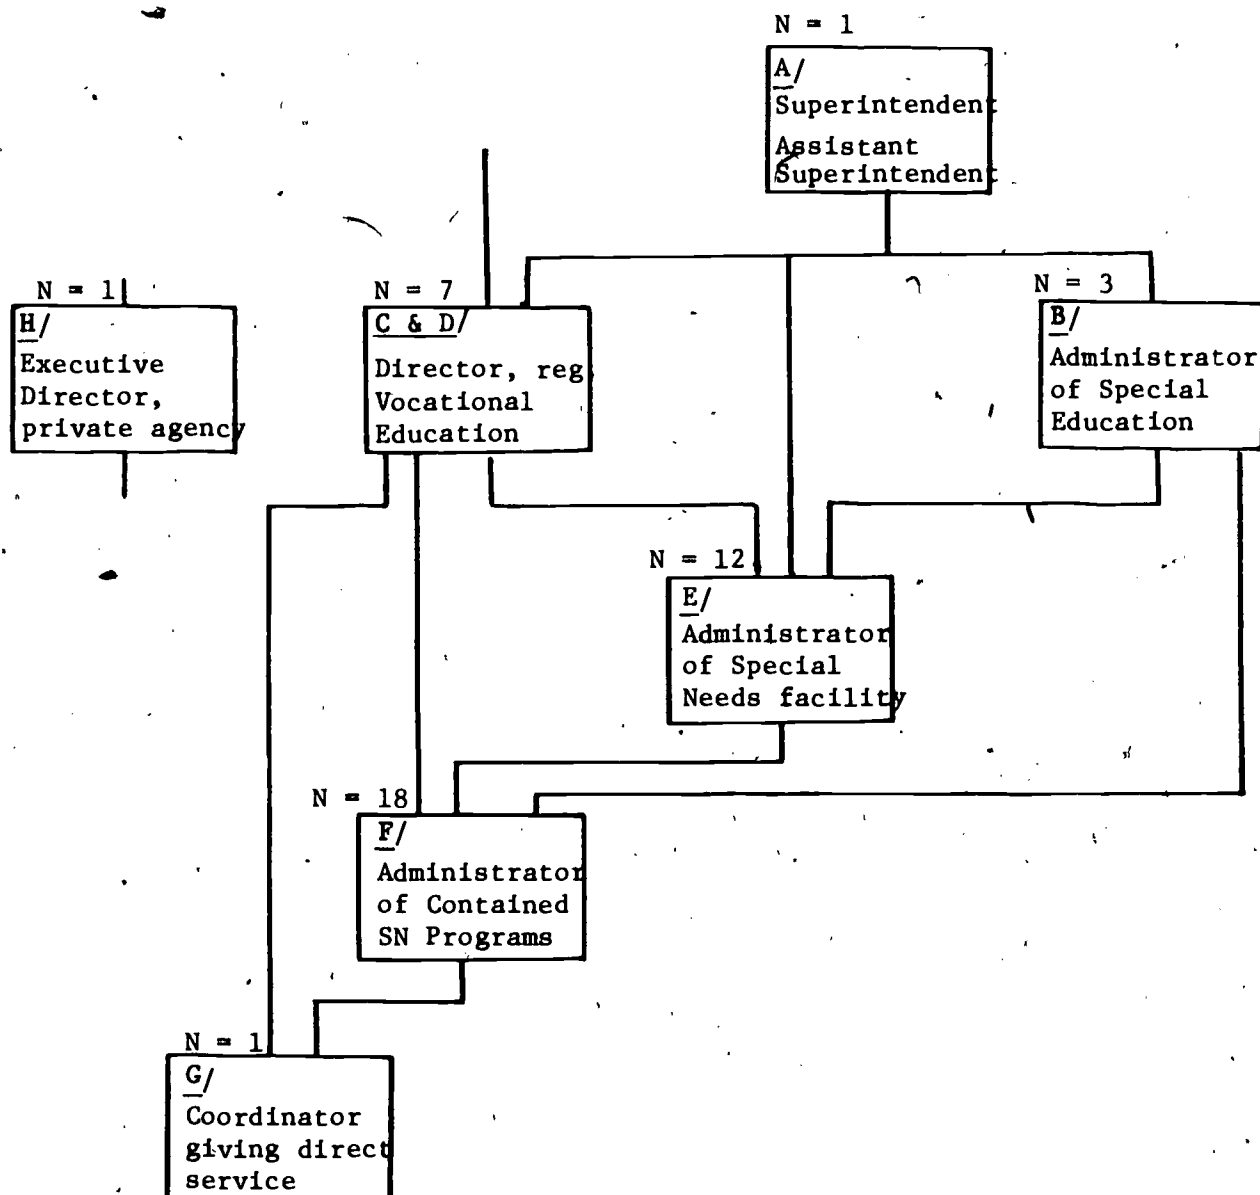 N = 1
A/
Superintendent
Assistant
Superintendent
N = 1
H/
Executive
Director,
private agency
N = 7
C & D/
Director, reg
Vocational
Education
N = 3
B/
Administrator
of Special
Education
N = 12
E/
Administrator
of Special
Needs facility
N = 18
F/
Administrator
of Contained
SN Programs
N = 1
G/
Coordinator
giving direct
service